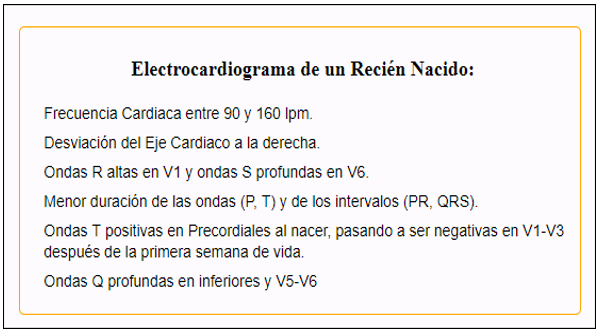 Electrocardiograma de un Recién Nacido:
Frecuencia Cardiaca entre 90 y 160 lpm.
Desviación del Eje Cardiaco a la derecha.
Ondas R altas en V1 y ondas S profundas en V6.
Menor duración de las ondas (P, T) y de los intervalos (PR, QRS).
Ondas T positivas en Precordiales al nacer, pasando a ser negativas en V1-V3
después de la primera semana de vida.
Ondas Q profundas en inferiores y V5-V6